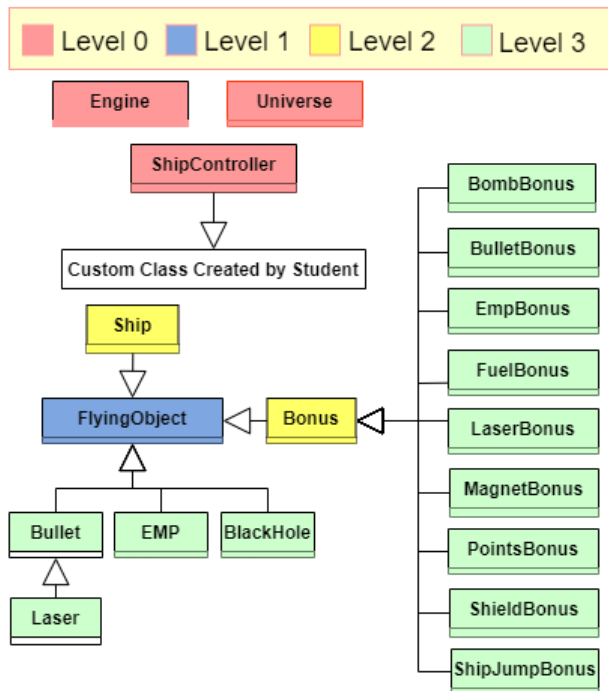 Level 0 Level 1 Level 2 Level 3
Engine Universe
ShipController
Custom Class Created by Student
Ship
FlyingObject Bonus
Bullet EMP BlackHole
Laser
BombBonus
BulletBonus
EmpBonus
FuelBonus
LaserBonus
MagnetBonus
PointsBonus
ShieldBonus
ShipJumpBonus